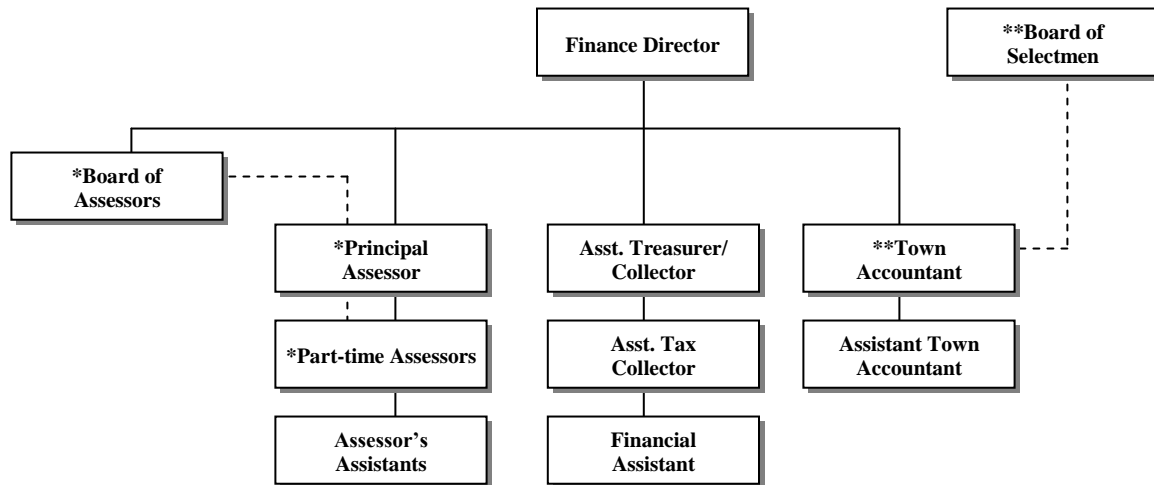 Finance Director
**Board of
Selectmen
*Board of
Assessors
*Principal
Assessor
Asst. Treasurer/
Collector
**Town
Accountant
*Part-time Assessors
Asst. Tax
Collector
Assistant Town
Accountant
Assessor’s
Assistants
Financial
Assistant